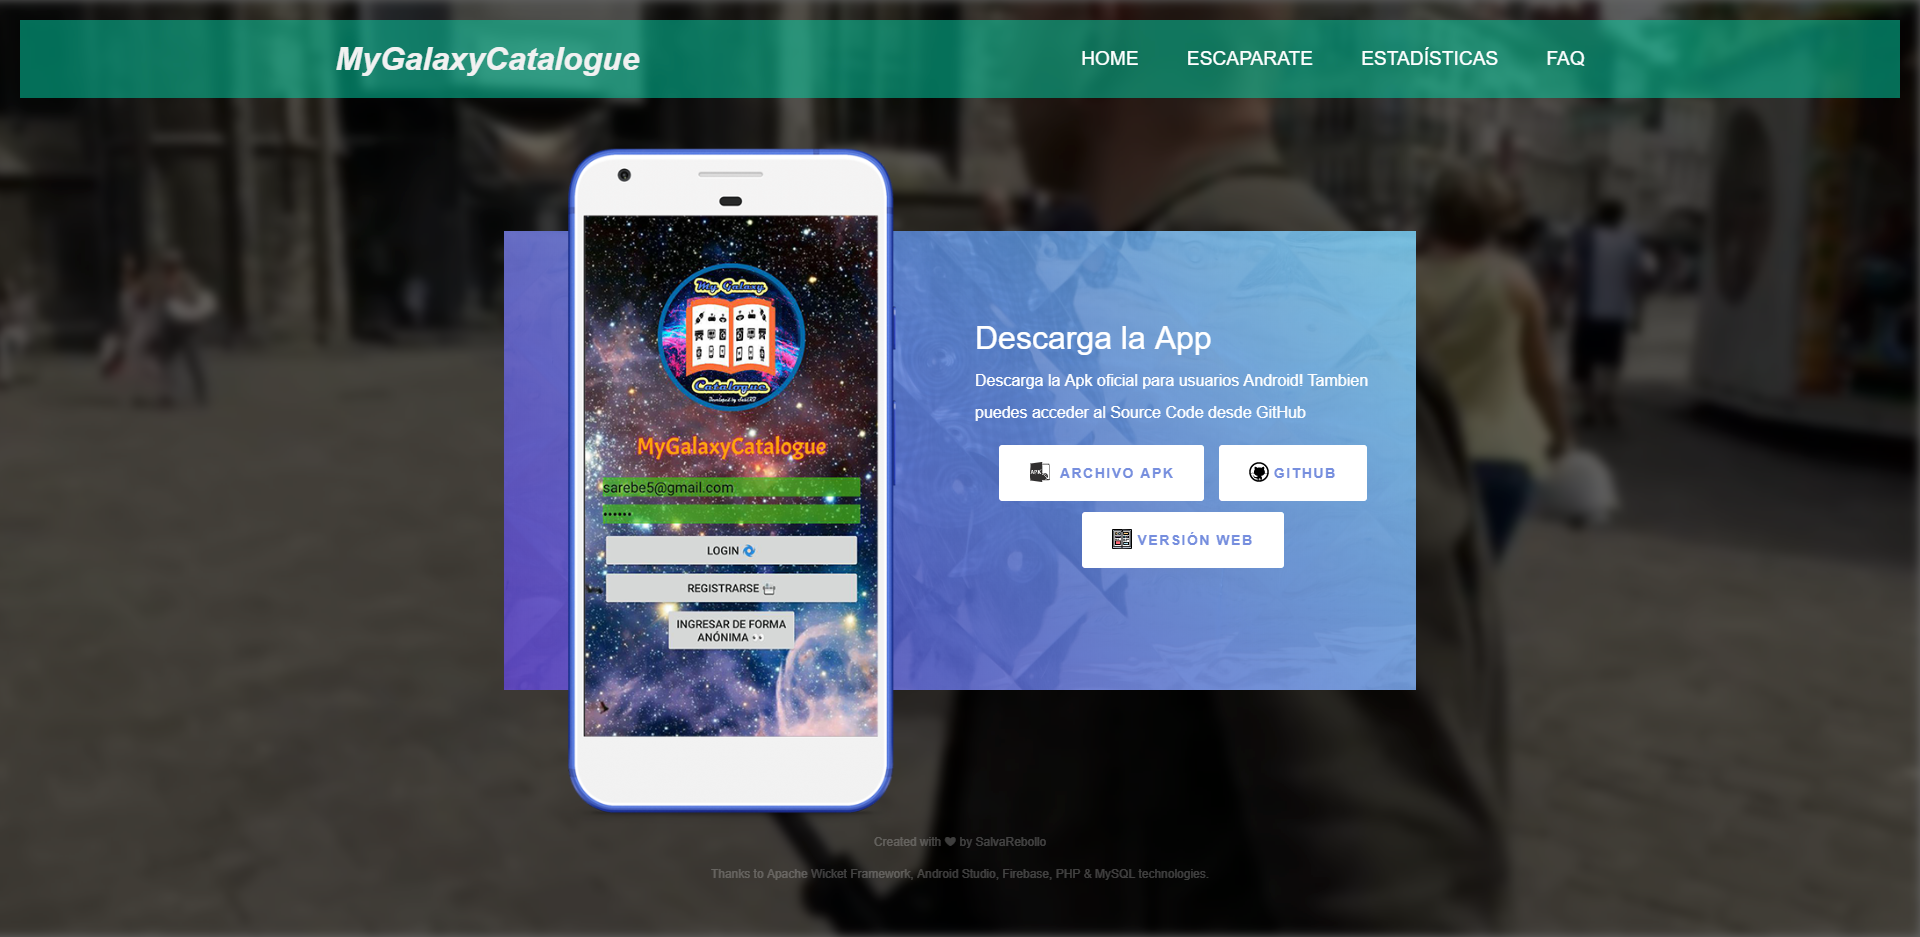 MyGalaxyCatalogue
HOME
ESCAPARATE
ESTADÍSTICAS
FAQ
My Galaxy
APK
Catalogue
MyGalaxyCatalogue
sarebe5@gmail.com
••••••
LOGIN
REGISTRARSE
INGRESAR DE FORMA
ANÓNIMA
Descarga la App
Descarga la Apk oficial para usuarios Android! Tambien
puedes acceder al Source Code desde GitHub
ARCHIVO APK
GITHUB
VERSIÓN WEB
Created with ❤ by SalvaRebollo
Thanks to Apache Wicket Framework, Android Studio, Firebase, PHP & MySQL technologies.